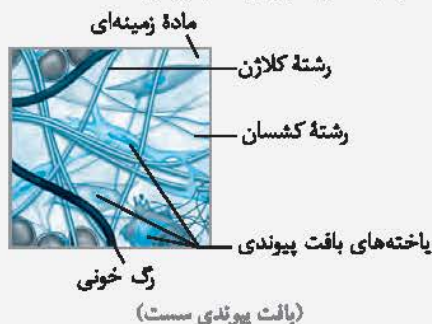 مادهٔ زمینه‌ای
رشتهٔ کلاژن
رشتهٔ کشسان
یاخته‌های بافت پیوندی
رگ خونی
(بافت پیوندی سست)